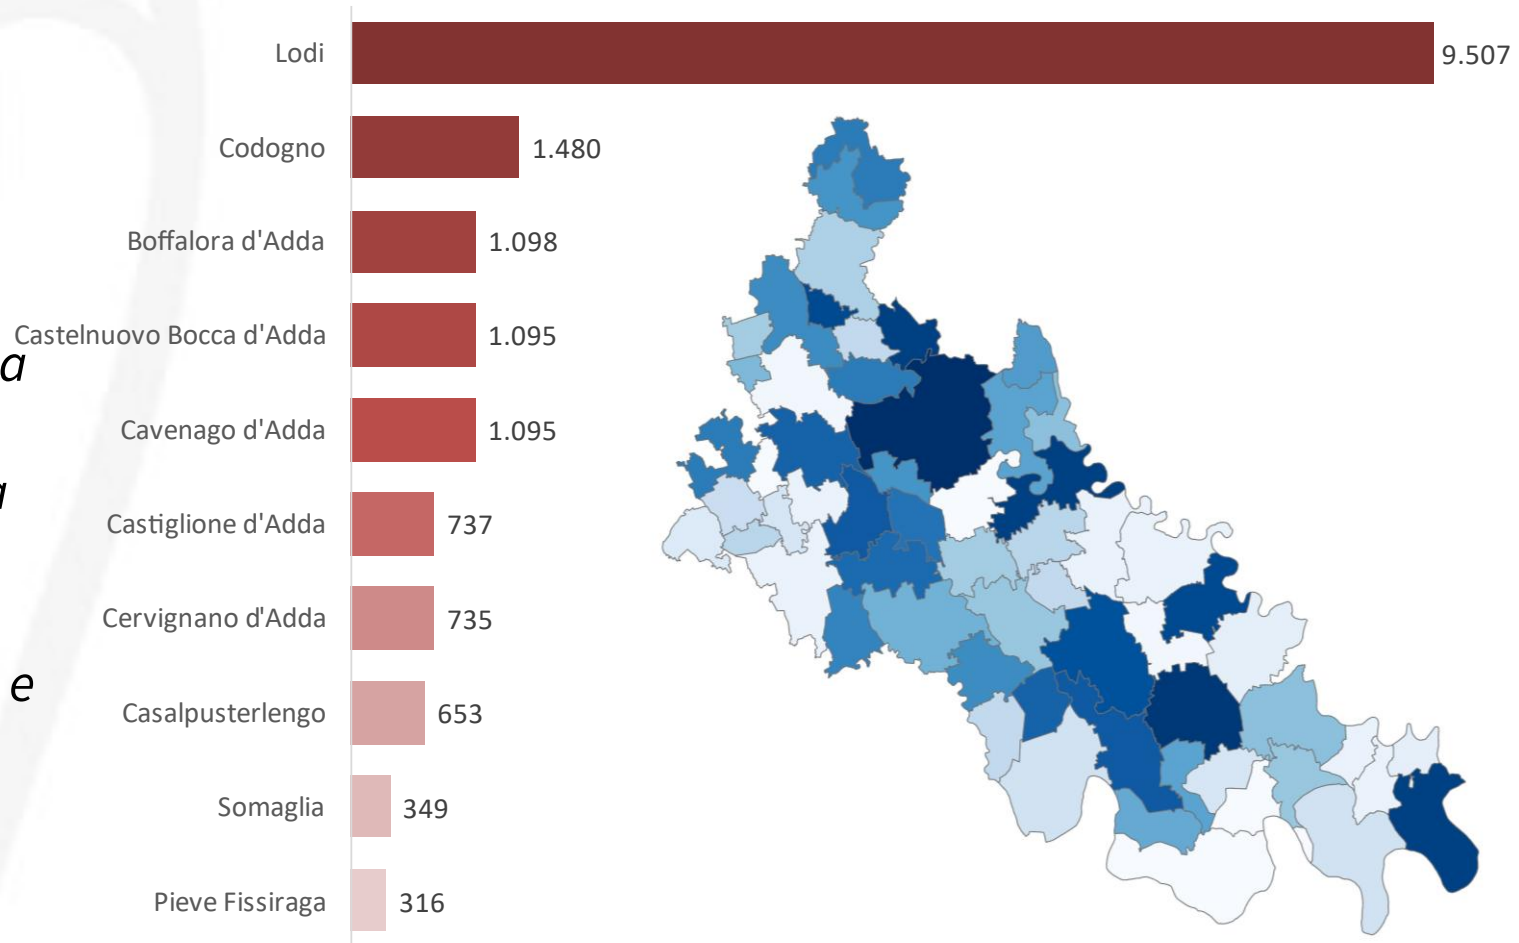 Lodi 9.507
Codogno 1.480
Boffalora d'Adda 1.098
Castelnuovo Bocca d'Adda 1.095
a
Cavenago d'Adda 1.095
Castiglione d'Adda 737
Cervignano d'Adda 735
e
Casalpusterlengo 653
Somaglia 349
Pieve Fissiraga 316